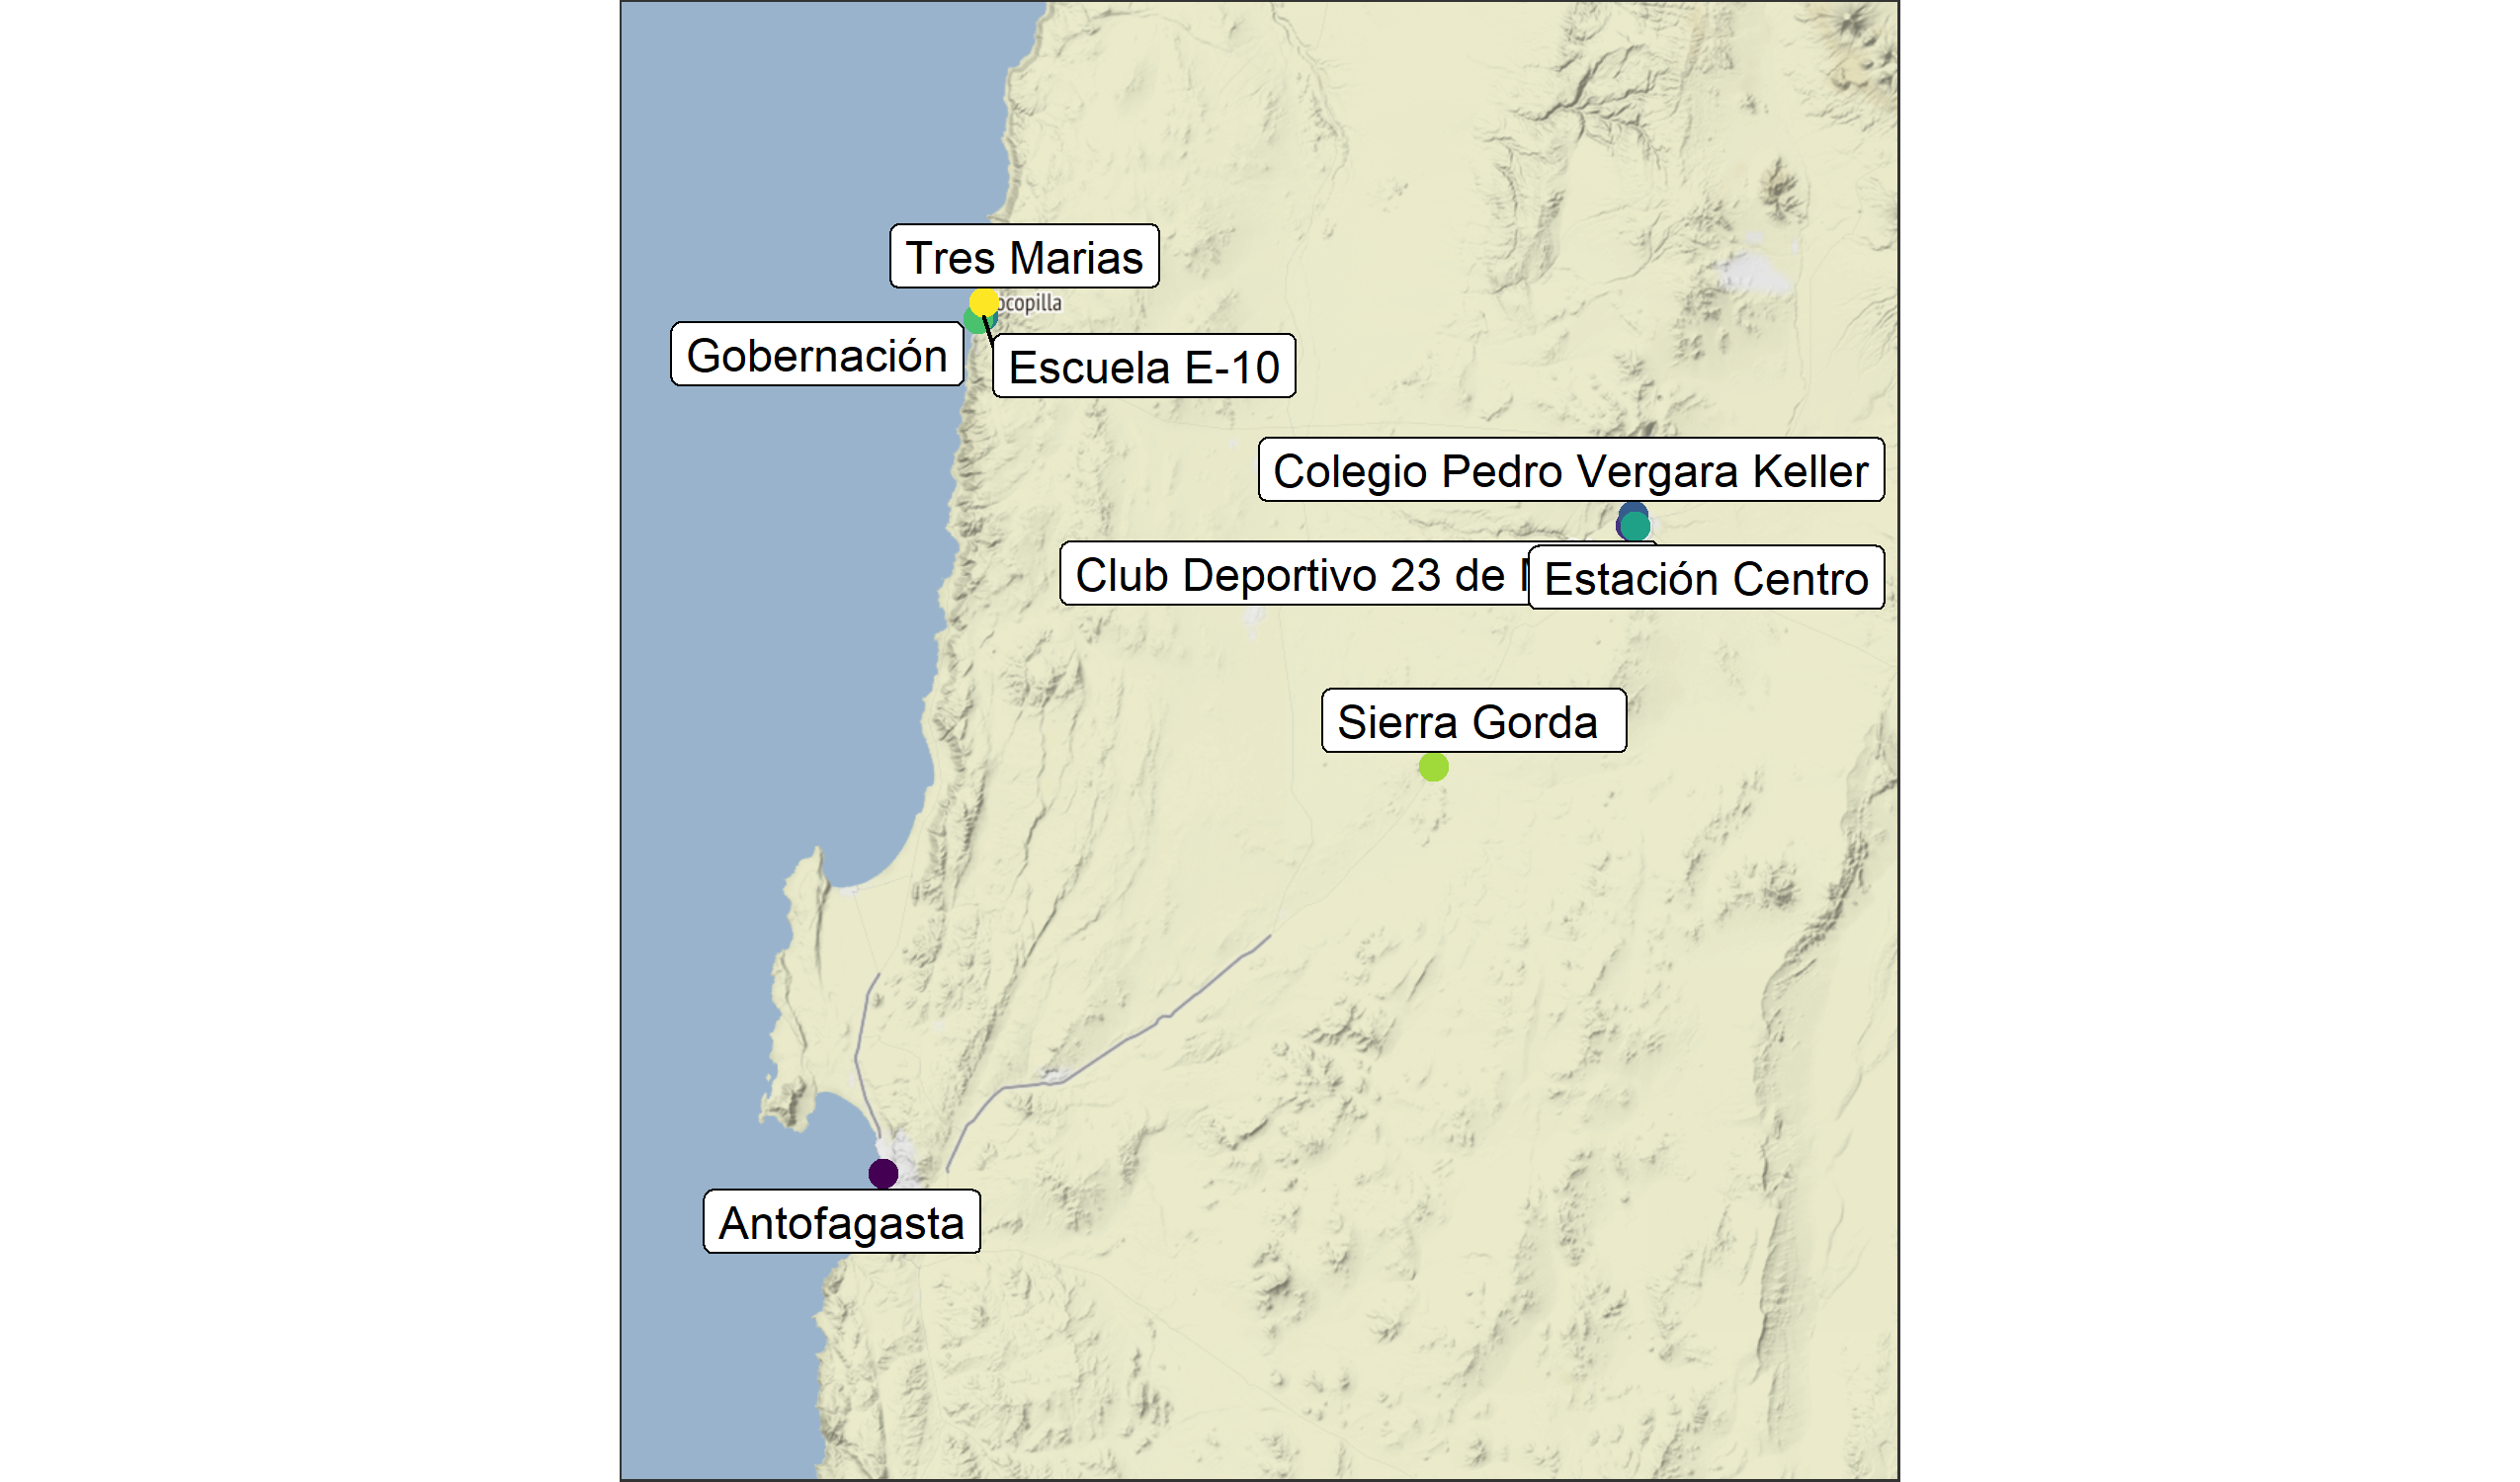 Tres Marias
ocopilla
Gobernación
Escuela E-10
Colegio Pedro Vergara Keller
Club Deportivo 23 de
Estación Centro
Sierra Gorda
Antofagasta